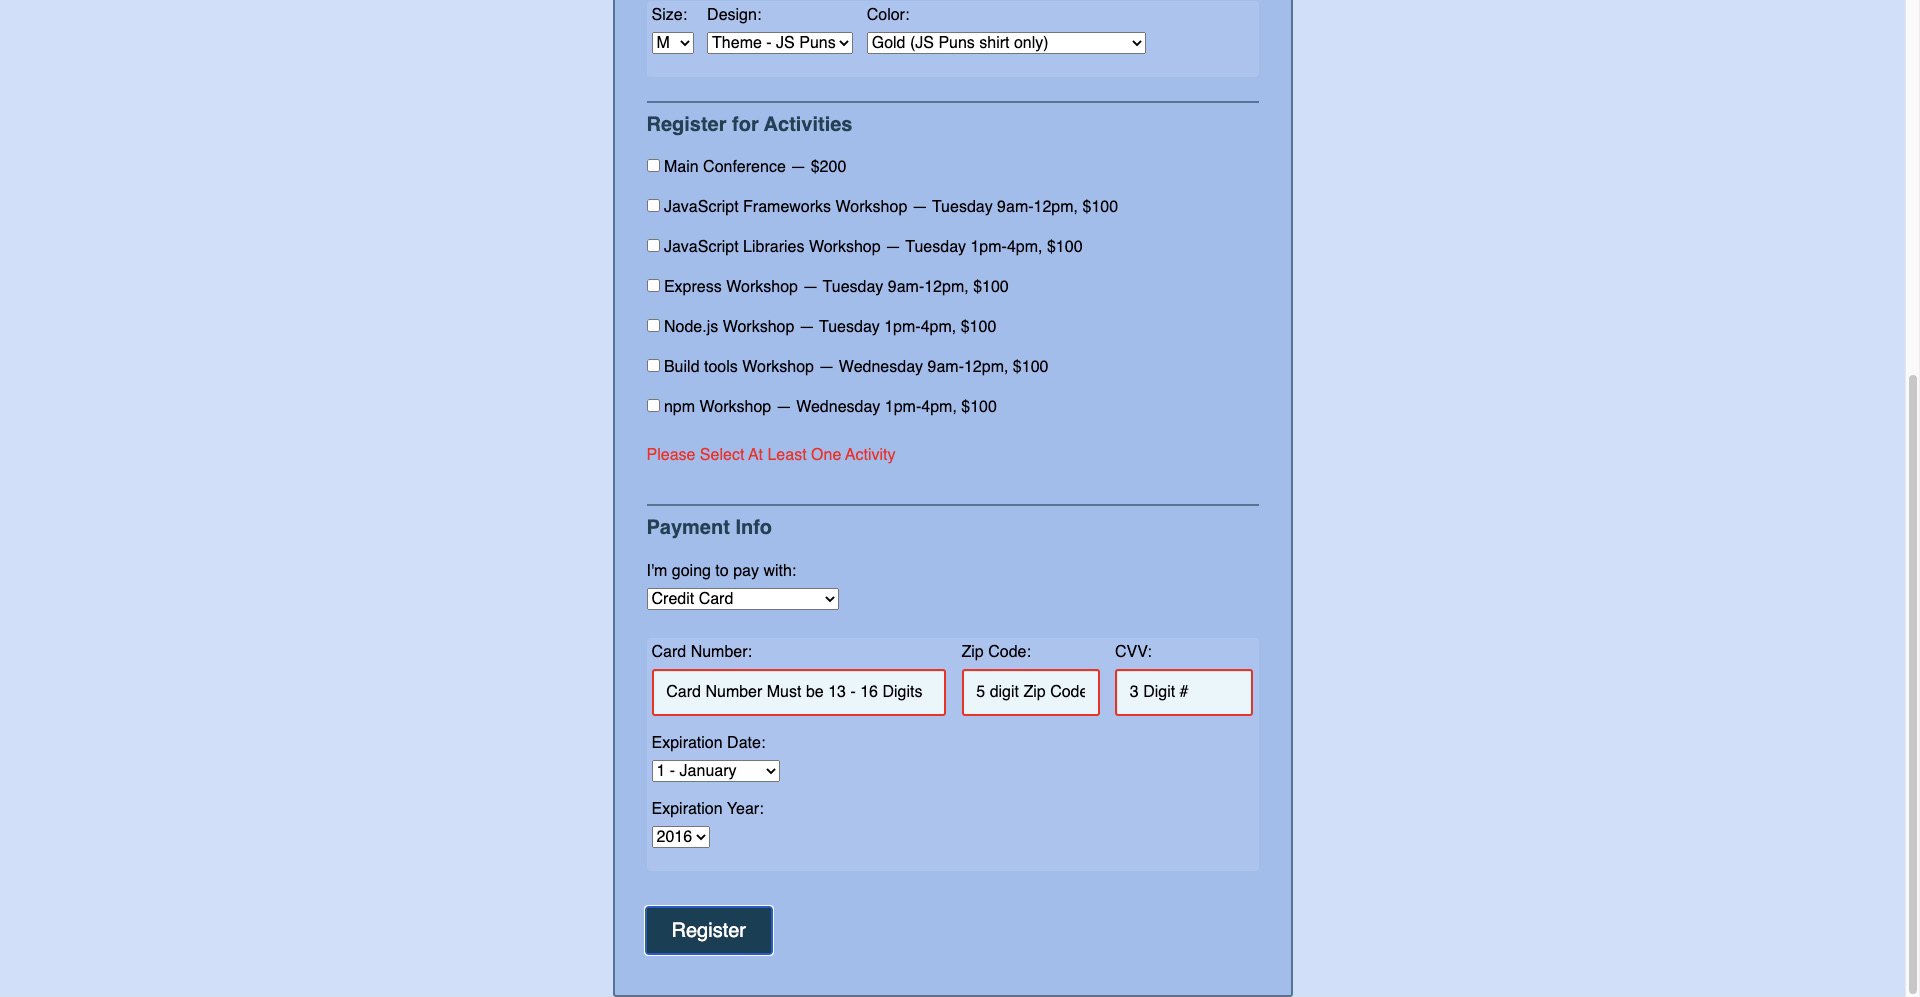 Size: Design: Color:
M Theme - JS Puns Gold (JS Puns shirt only)
Register for Activities
Main Conference — $200
JavaScript Frameworks Workshop — Tuesday 9am-12pm, $100
JavaScript Libraries Workshop — Tuesday 1pm-4pm, $100
Express Workshop — Tuesday 9am-12pm, $100
Node.js Workshop — Tuesday 1pm-4pm, $100
Build tools Workshop — Wednesday 9am-12pm, $100
npm Workshop — Wednesday 1pm-4pm, $100
Please Select At Least One Activity
Payment Info
I'm going to pay with:
Credit Card
Card Number: Zip Code: CVV:
Card Number Must be 13 - 16 Digits 5 digit Zip Code 3 Digit #
Expiration Date:
1 - January
Expiration Year:
2016
Register